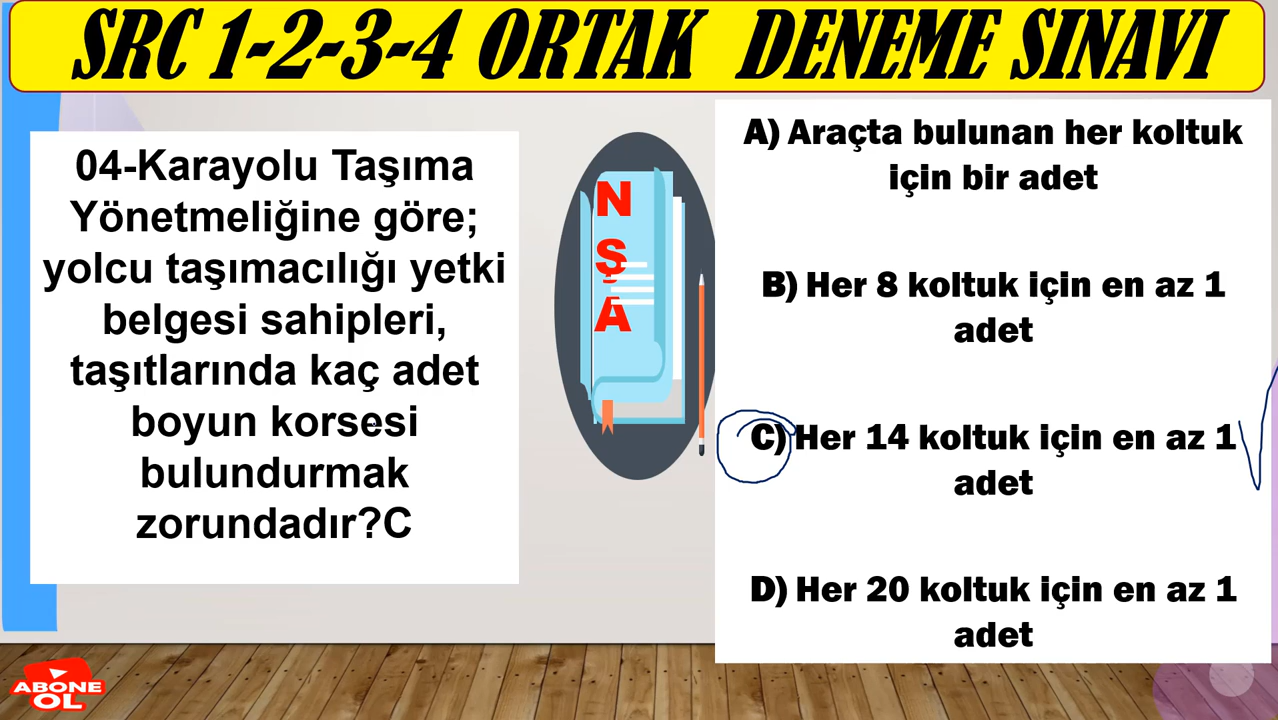 SRC 1-2-3-4 ORTAK DENEME SINAVI
04-Karayolu Taşıma
Yönetmeliğine göre;
yolcu taşımacılığı yetki
belgesi sahipleri,
taşıtlarında kaç adet
boyun korsesi
bulundurmak
zorundadır?C
N
Ş
A
A) Araçta bulunan her koltuk
için bir adet
B) Her 8 koltuk için en az 1
adet
C) Her 14 koltuk için en az 1
adet
D) Her 20 koltuk için en az 1
adet
ABONE
OL